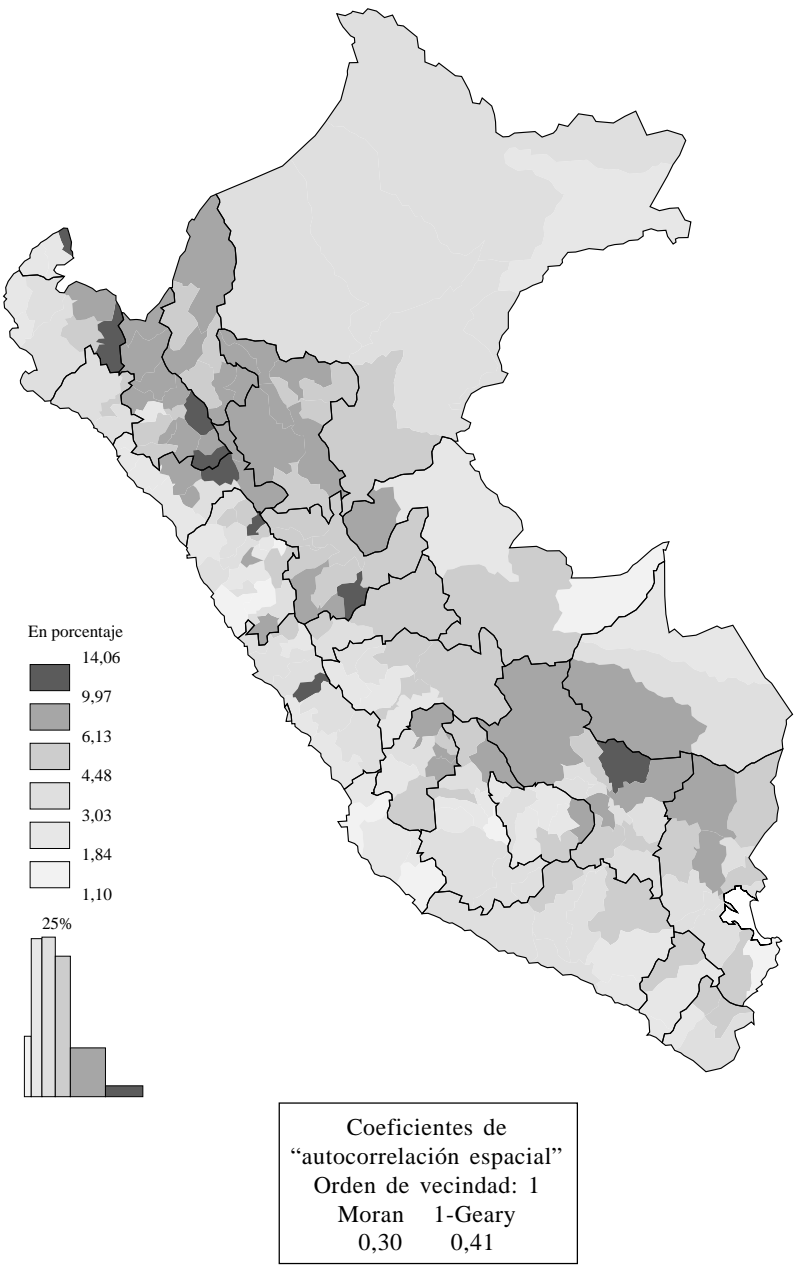 En porcentaje
14,06
9,97
6,13
4,48
3,03
1,84
1,10
25%
Coeficientes de
“autocorrelación espacial”
Orden de vecindad: 1
Moran 1-Geary
0,30 0,41